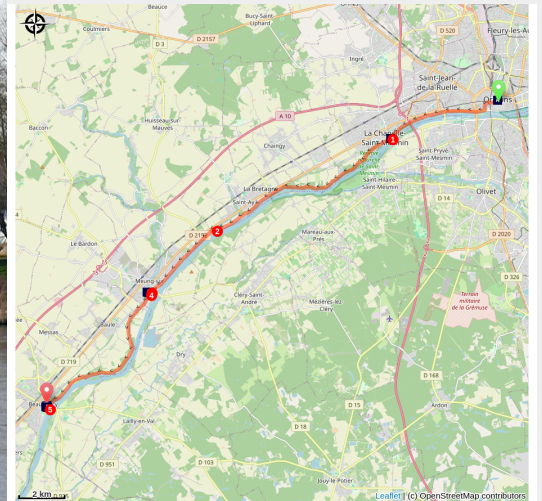 Beauce
Bucy-Saint-
Liphard
Coulmiers
D 3
D 2157
D 520
Fleury-les-Au
Ingré
Saint-Jean-
de-la-Ruelle
Orléans
A 10
Huisseau-sur-
Mauves
Baccon
Chaingy
La Chapelle-
Saint-Mesmin
1
Saint-Pryvé-
Saint-Mesmin
Saint-Hilaire-
Saint-Mesmin
Olivet
La Bretagne
Saint-Ay
D 14
2
Mareau-aux-
Prés
D 2020
Le Bardon
D 326
Meung-s
4
Cléry-Saint-
André
Mézières-lez-
Cléry
Terrain
militaire
de la Grémuse
Baule
Messas
Dry
D 719
D 168
Beau
5
D 15
Ardon
Lailly-en-Val
D 18
D 951
D 103
Jouy-le-Potier
2 km
Leaflet | (c) OpenStreetMap contributors